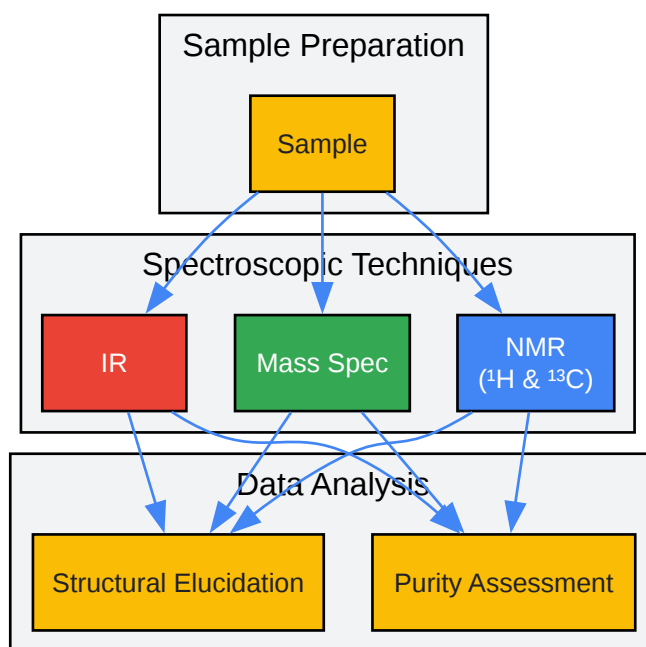 Sample Preparation
Sample
Spectroscopic Techniques
IR
Mass Spec
NMR
(¹H & ¹³C)
Data Analysis
Structural Elucidation
Purity Assessment